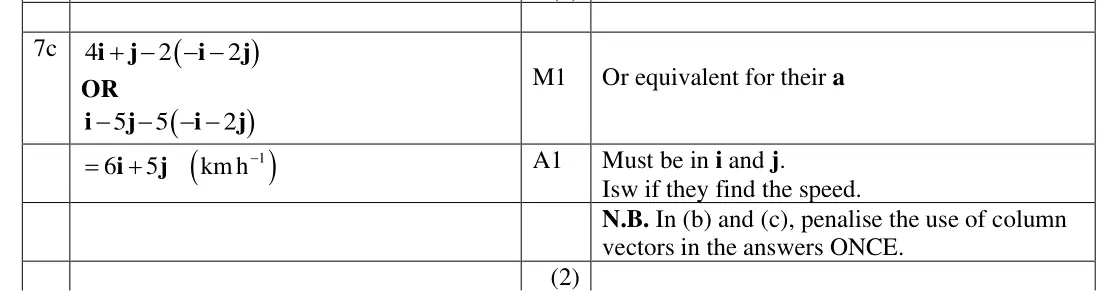 7c
4i + j − 2(−i − 2j)
OR
i − 5j − 5(−i − 2j)
M1
Or equivalent for their a
= 6i + 5j (km h⁻¹)
A1
Must be in i and j.
Isw if they find the speed.
N.B. In (b) and (c), penalise the use of column
vectors in the answers ONCE.
(2)